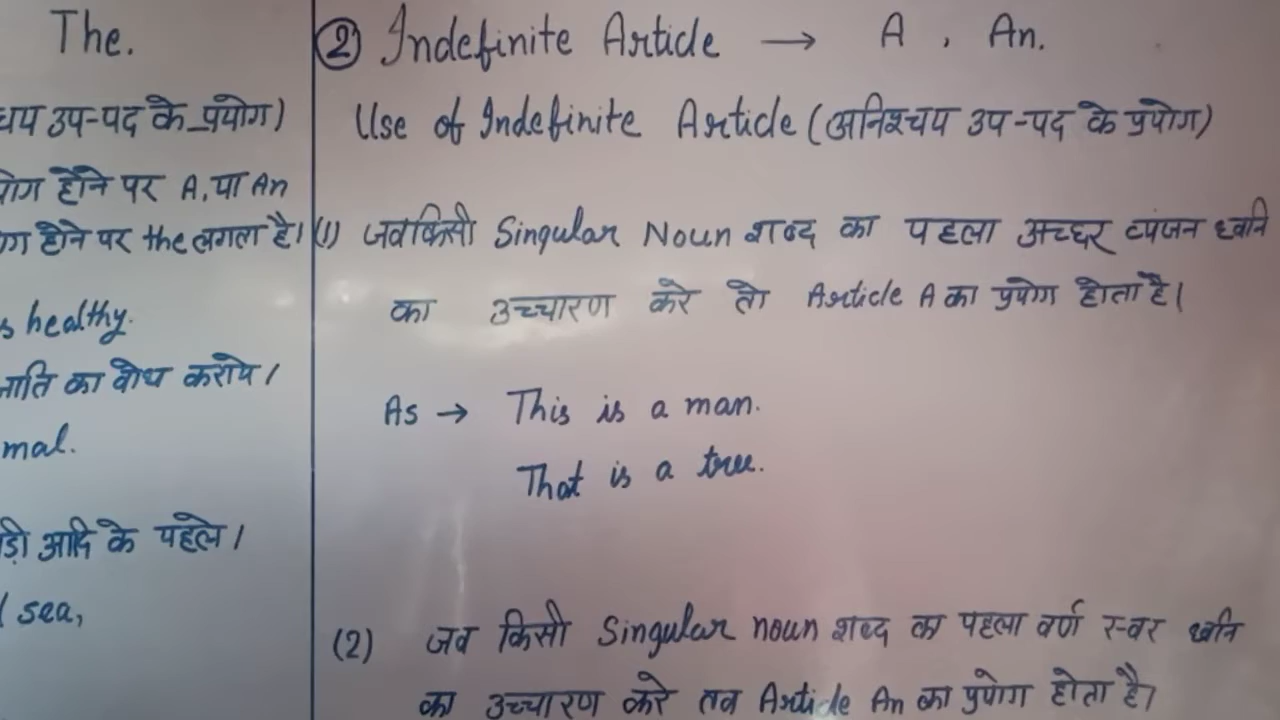 The.
धय उप-पद के प्रयोग)
योग होने पर A, या An
ग होने पर the लगता है।
s healthy.
जाति का बोध कराये।
mal.
ड़ी आदि के पहले।
sea,
② Indefinite Article → A , An.
Use of Indefinite Article (अनिश्चय उप-पद के प्रयोग)
(1) जब किसी Singular Noun शब्द का पहला अच्छर व्यंजन ध्वनि
का उच्चारण करे तो Article A का प्रयोग होता है।
As → This is a man.
That is a tree.
(2) जब किसी Singular noun शब्द का पहला वर्ण स्वर ध्वनि
का उच्चारण करे तब Article An का प्रयोग होता है।